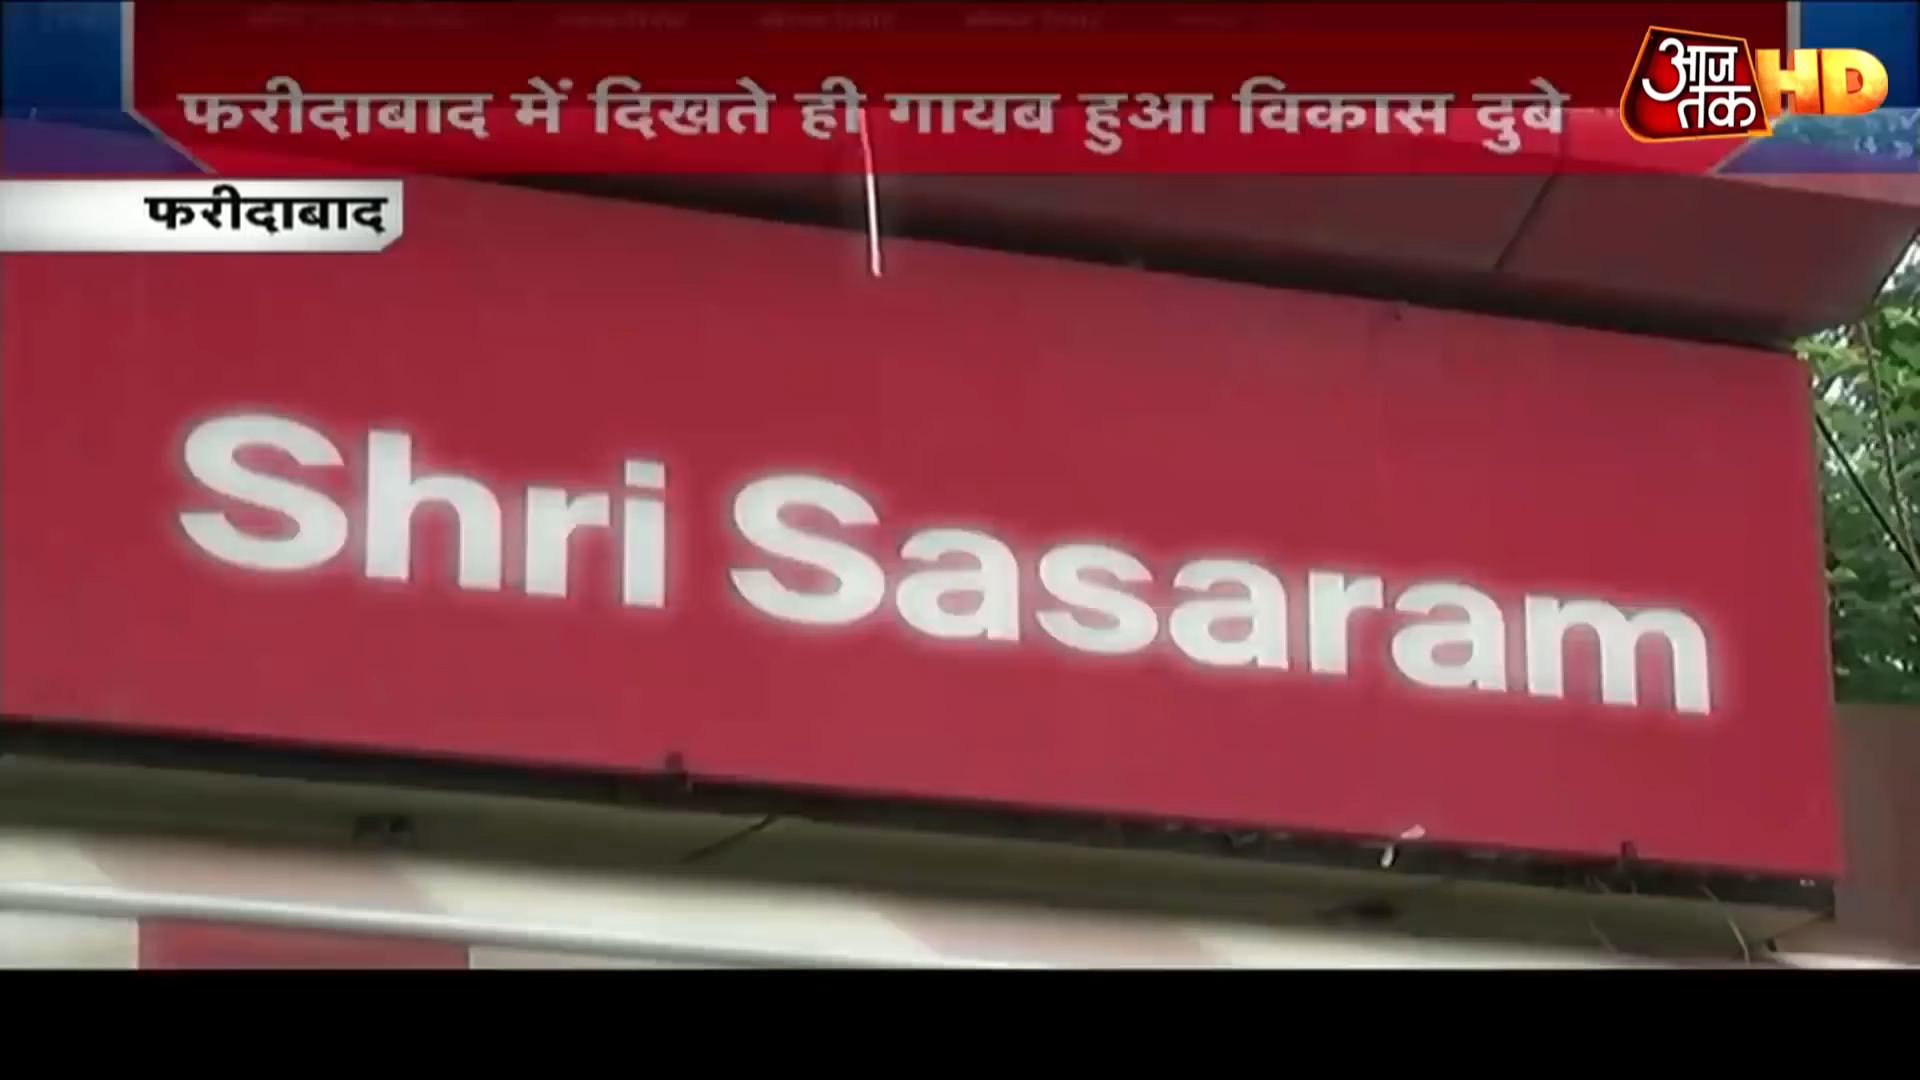 फरीदाबाद में दिखते ही गायब हुआ विकास दुबे
आज
तक
HD
फरीदाबाद
Shri Sasaram